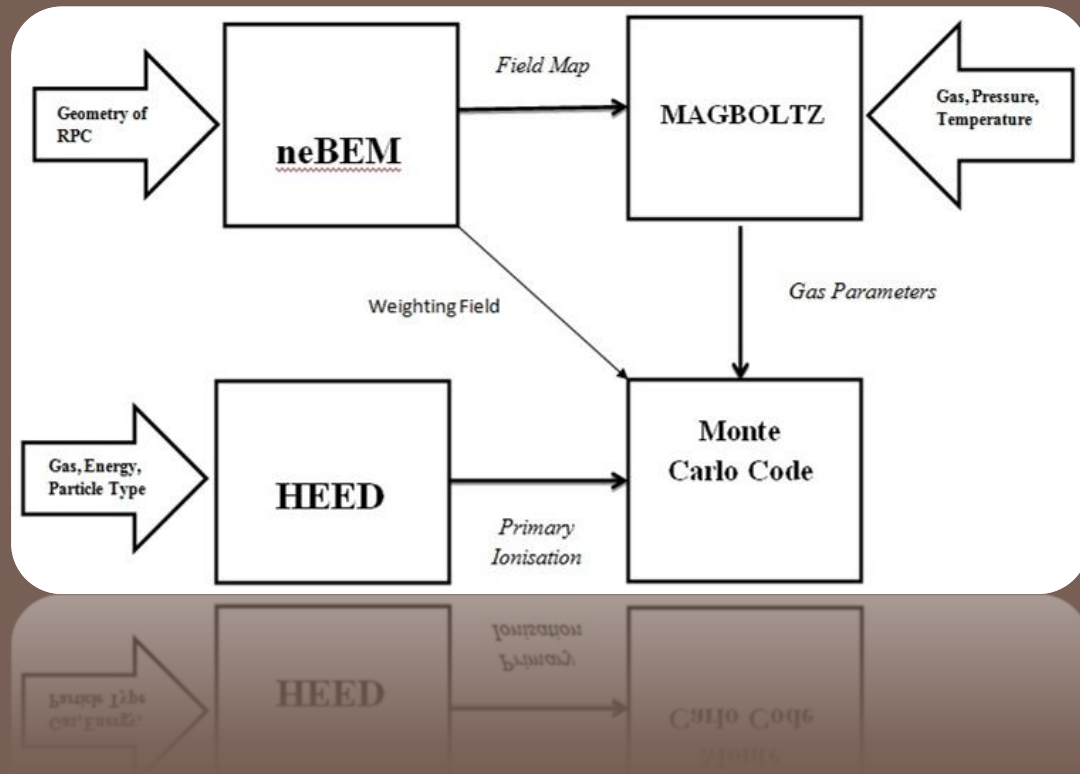 Geometry of
RPC
neBEM
Field Map
MAGBOLTZ
Gas, Pressure,
Temperature
Weighting Field
Gas Parameters
Gas, Energy,
Particle Type
HEED
Primary
Ionisation
Monte
Carlo Code